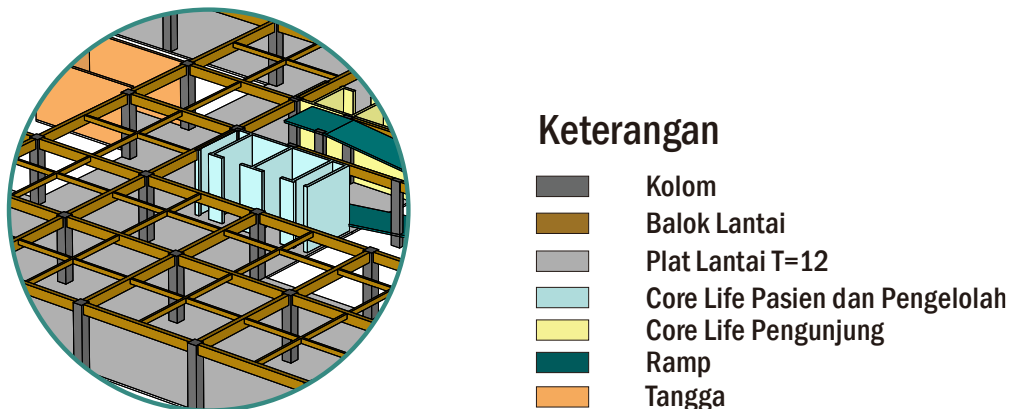 Keterangan
Kolom
Balok Lantai
Plat Lantai T=12
Core Life Pasien dan Pengelolah
Core Life Pengunjung
Ramp
Tangga